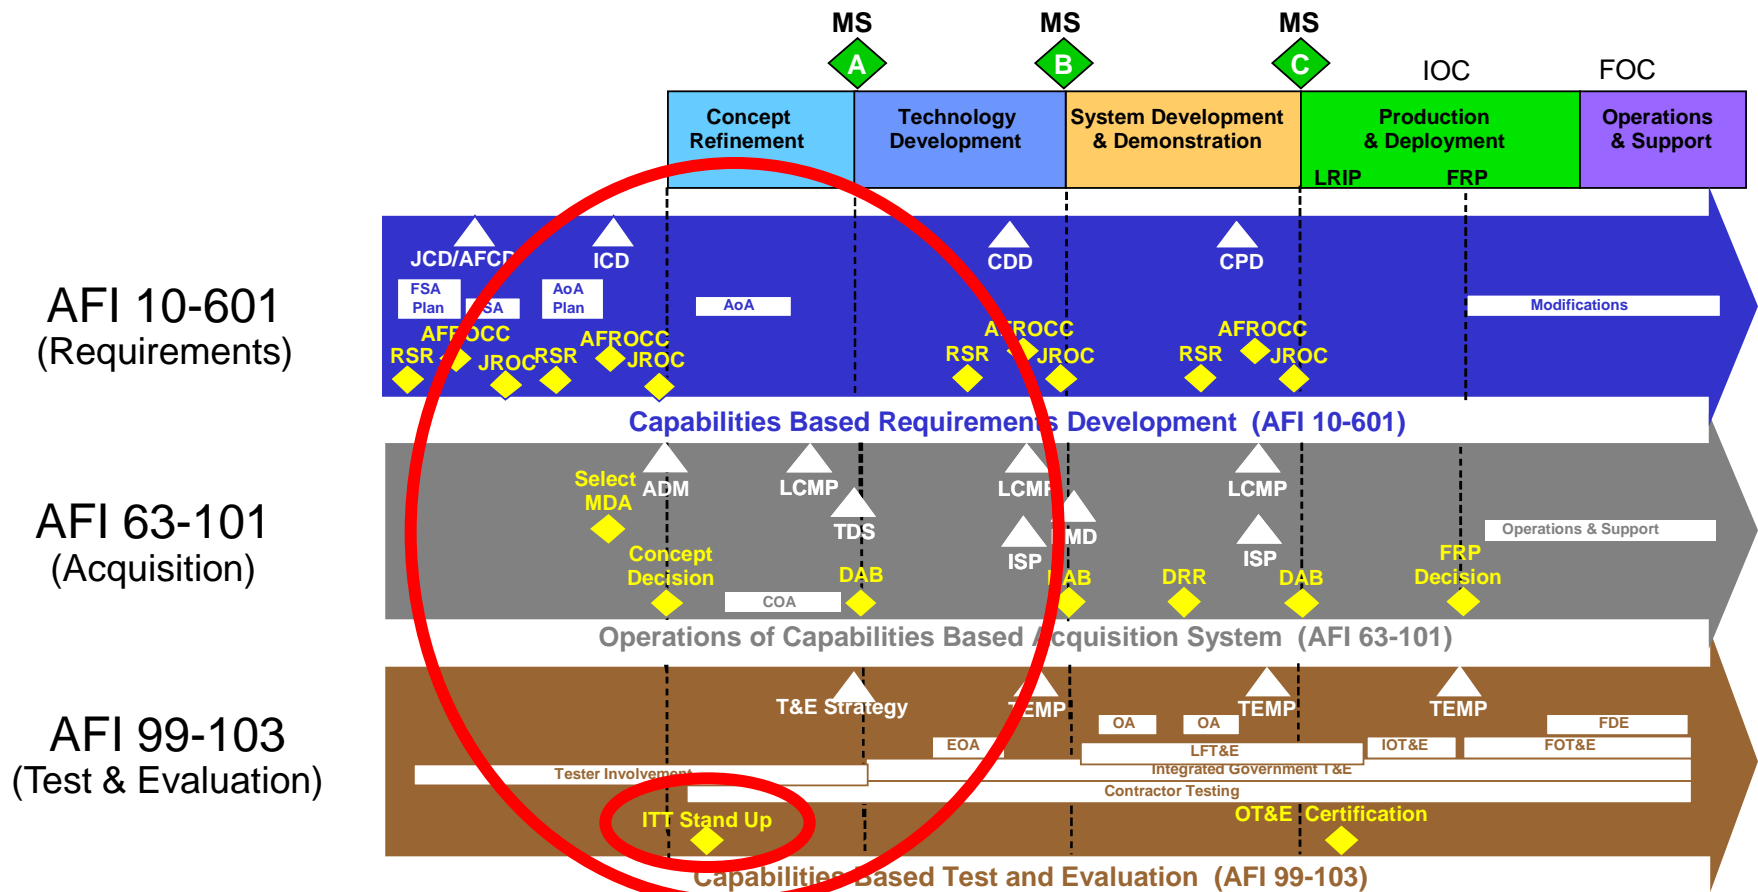 MS MS MS
A B C IOC FOC
Concept Technology System Development Production Operations
Refinement Development & Demonstration & Deployment & Support
LRIP FRP
AFI 10-601
(Requirements)
JCD/AFCD ICD CDD CPD
FSA AoA
Plan Plan
AoA Modifications
AFROCC AFROCC AFROCC AFROCC
RSR JROC RSR JROC RSR JROC RSR JROC
Capabilities Based Requirements Development (AFI 10-601)
AFI 63-101
(Acquisition)
Select
MDA
ADM LCMP LCMP LCMP
TDS
ISP ISP
Operations & Support
Concept
Decision
DAB DAB DRR DAB
FRP
Decision
COA
Operations of Capabilities Based Acquisition System (AFI 63-101)
AFI 99-103
(Test & Evaluation)
T&E Strategy TEMP TEMP TEMP
OA OA FDE
EOA LFT&E IOT&E FOT&E
Tester Involvement Integrated Government T&E
Contractor Testing
ITT Stand Up OT&E Certification
Capabilities Based Test and Evaluation (AFI 99-103)